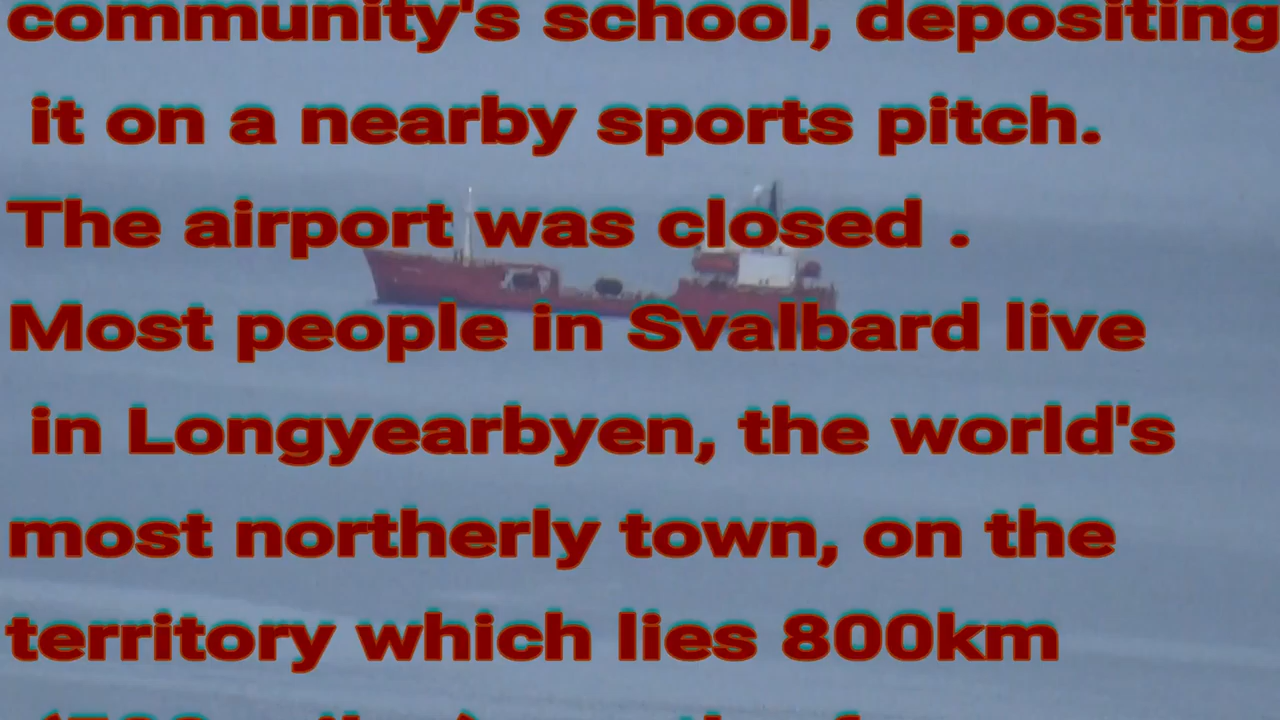 community's school, depositing
it on a nearby sports pitch.
The airport was closed .
Most people in Svalbard live
in Longyearbyen, the world's
most northerly town, on the
territory which lies 800km